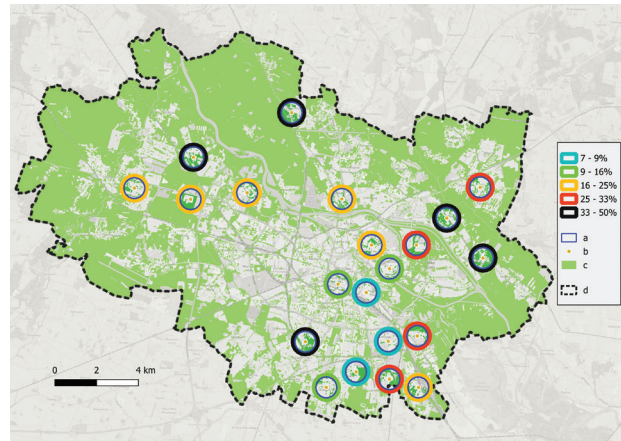 7 - 9%
9 - 16%
16 - 25%
25 - 33%
33 - 50%
a
b
c
d
0 2 4 km